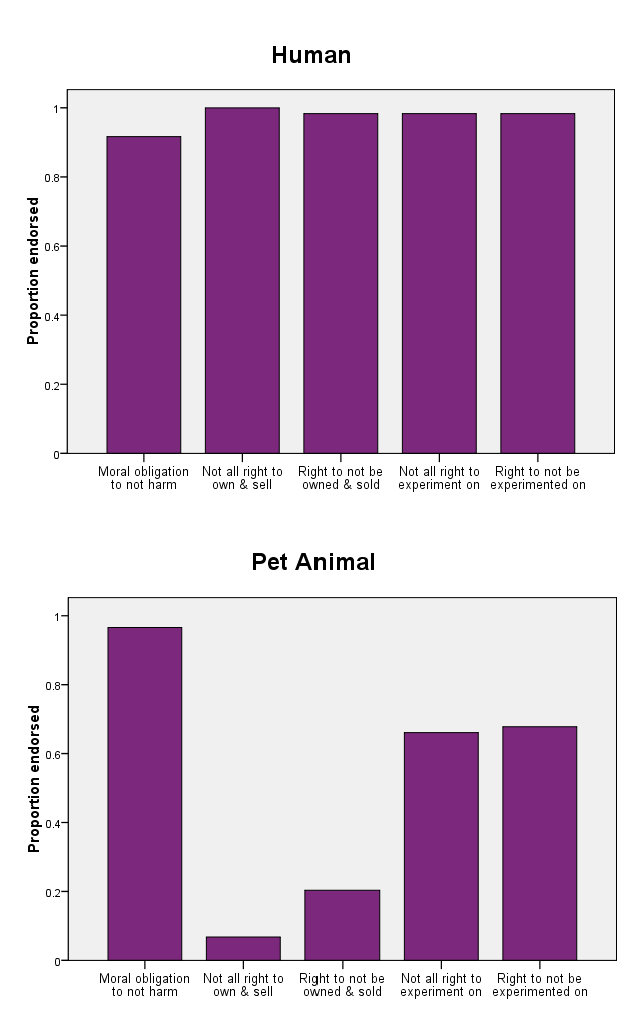 Human
Proportion endorsed
1
0.8
0.6
0.4
0.2
0
Moral obligation
to not harm
Not all right to
own & sell
Right to not be
owned & sold
Not all right to
experiment on
Right to not be
experimented on
Pet Animal
Proportion endorsed
1
0.8
0.6
0.4
0.2
0
Moral obligation
to not harm
Not all right to
own & sell
Right to not be
owned & sold
Not all right to
experiment on
Right to not be
experimented on